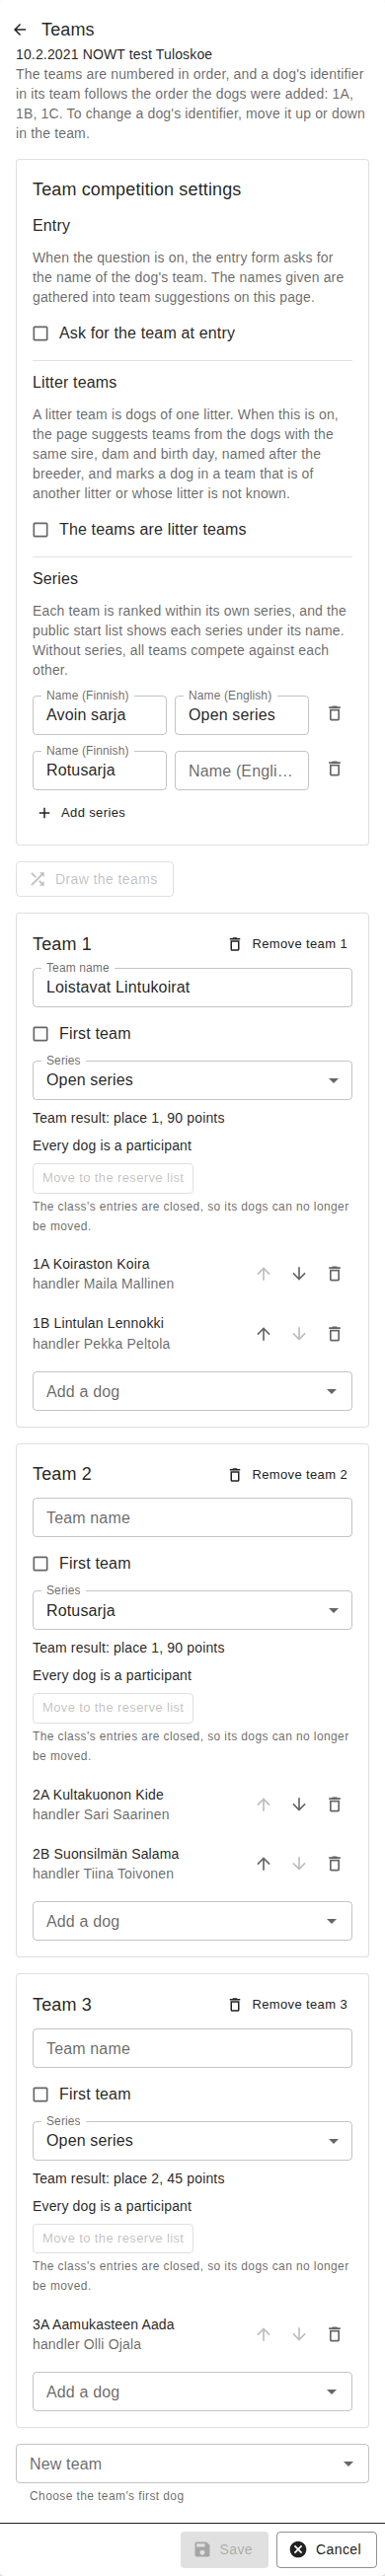 Teams
10.2.2021 NOWT test Tuloskoe
The teams are numbered in order, and a dog's identifier
in its team follows the order the dogs were added: 1A,
1B, 1C. To change a dog's identifier, move it up or down
in the team.
Team competition settings
Entry
When the question is on, the entry form asks for
the name of the dog's team. The names given are
gathered into team suggestions on this page.
Ask for the team at entry
Litter teams
A litter team is dogs of one litter. When this is on,
the page suggests teams from the dogs with the
same sire, dam and birth day, named after the
breeder, and marks a dog in a team that is of
another litter or whose litter is not known.
The teams are litter teams
Series
Each team is ranked within its own series, and the
public start list shows each series under its name.
Without series, all teams compete against each
other.
Name (Finnish) Name (English)
Avoin sarja Open series
Name (Finnish)
Rotusarja Name (Engli…
Add series
Draw the teams
Team 1 Remove team 1
Team name
Loistavat Lintukoirat
First team
Series
Open series
Team result: place 1, 90 points
Every dog is a participant
Move to the reserve list
The class's entries are closed, so its dogs can no longer
be moved.
1A Koiraston Koira
handler Maila Mallinen
1B Lintulan Lennokki
handler Pekka Peltola
Add a dog
Team 2 Remove team 2
Team name
First team
Series
Rotusarja
Team result: place 1, 90 points
Every dog is a participant
Move to the reserve list
The class's entries are closed, so its dogs can no longer
be moved.
2A Kultakuonon Kide
handler Sari Saarinen
2B Suonsilmän Salama
handler Tiina Toivonen
Add a dog
Team 3 Remove team 3
Team name
First team
Series
Open series
Team result: place 2, 45 points
Every dog is a participant
Move to the reserve list
The class's entries are closed, so its dogs can no longer
be moved.
3A Aamukasteen Aada
handler Olli Ojala
Add a dog
New team
Choose the team's first dog
Save Cancel